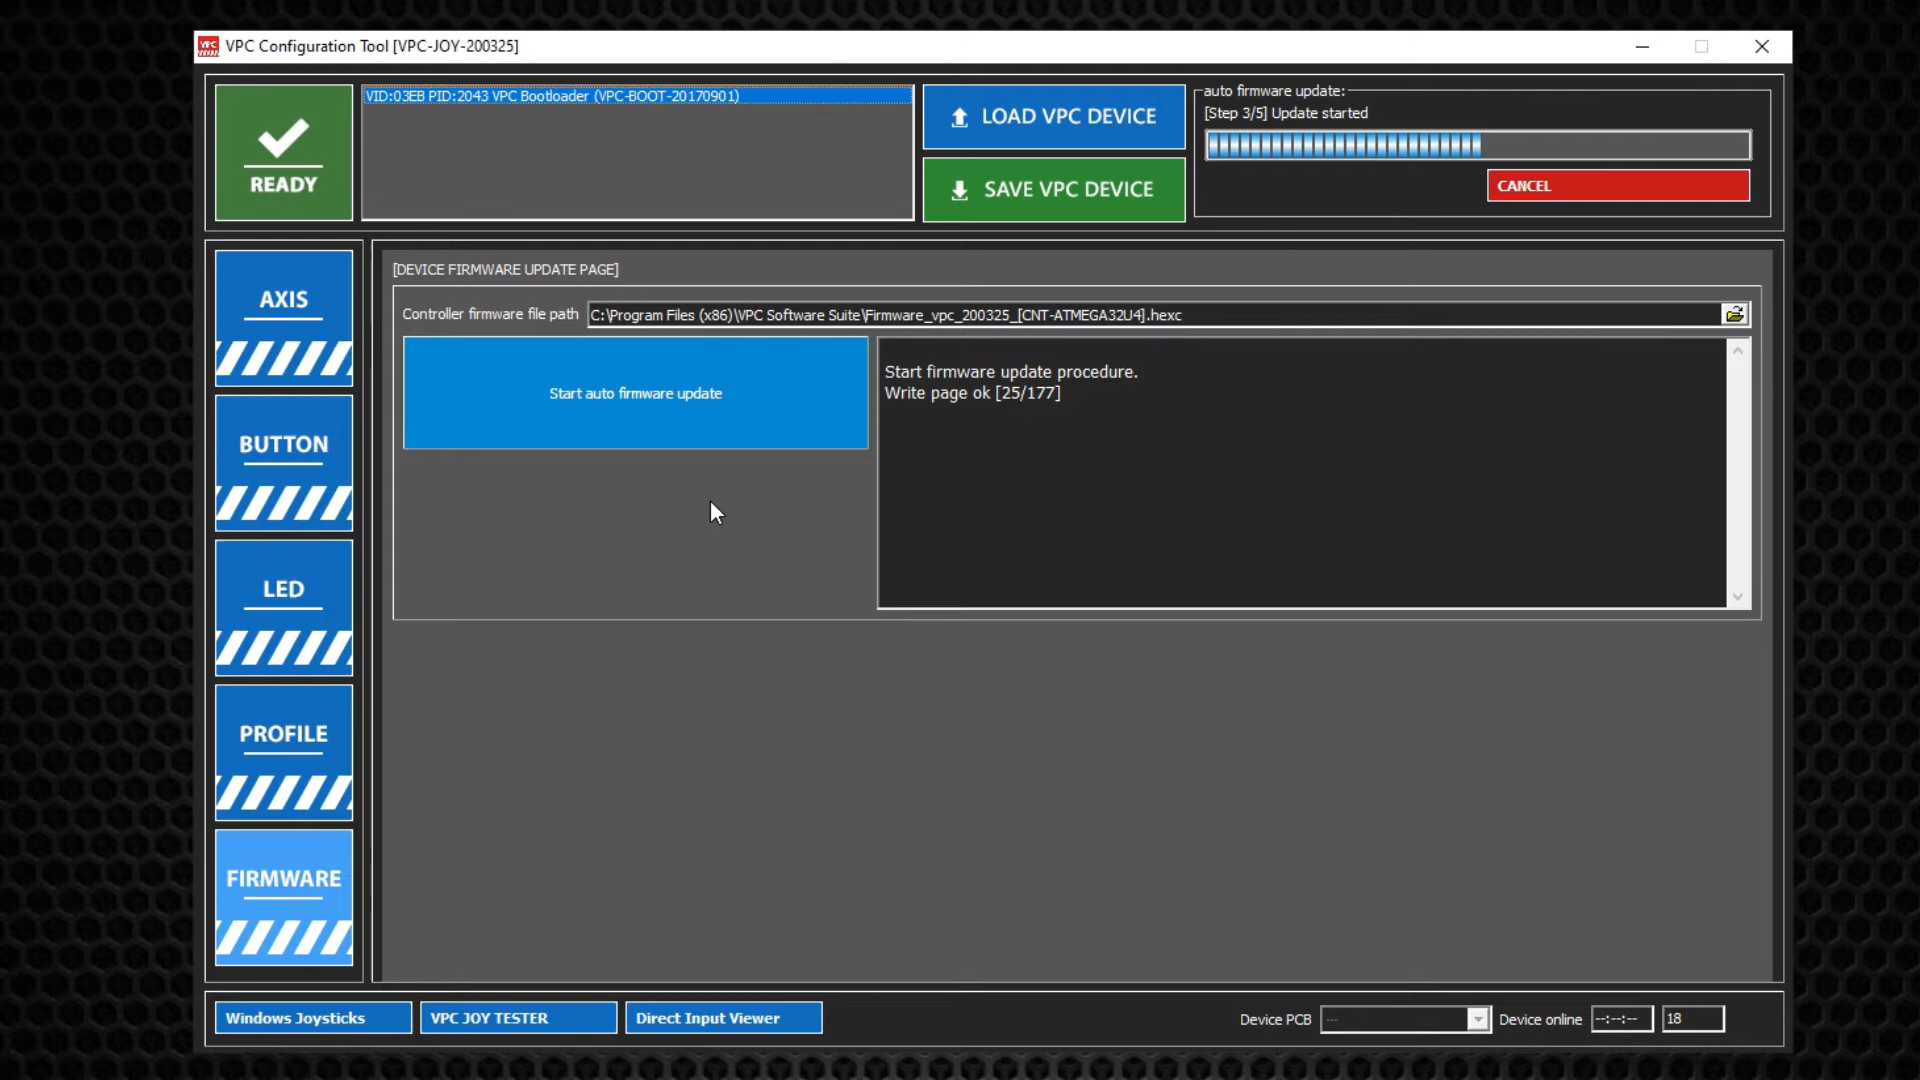 VPC Configuration Tool [VPC-JOY-200325]
READY
VID:03EB PID:2043 VPC Bootloader (VPC-BOOT-20170901)
LOAD VPC DEVICE
SAVE VPC DEVICE
auto firmware update:
[Step 3/5] Update started
CANCEL
AXIS
BUTTON
LED
PROFILE
FIRMWARE
[DEVICE FIRMWARE UPDATE PAGE]
Controller firmware file path C:\Program Files (x86)\VPC Software Suite\Firmware_vpc_200325_[CNT-ATMEGA32U4].hexc
Start auto firmware update
Start firmware update procedure.
Write page ok [25/177]
Windows Joysticks
VPC JOY TESTER
Direct Input Viewer
Device PCB ---
Device online --:--:-- 18